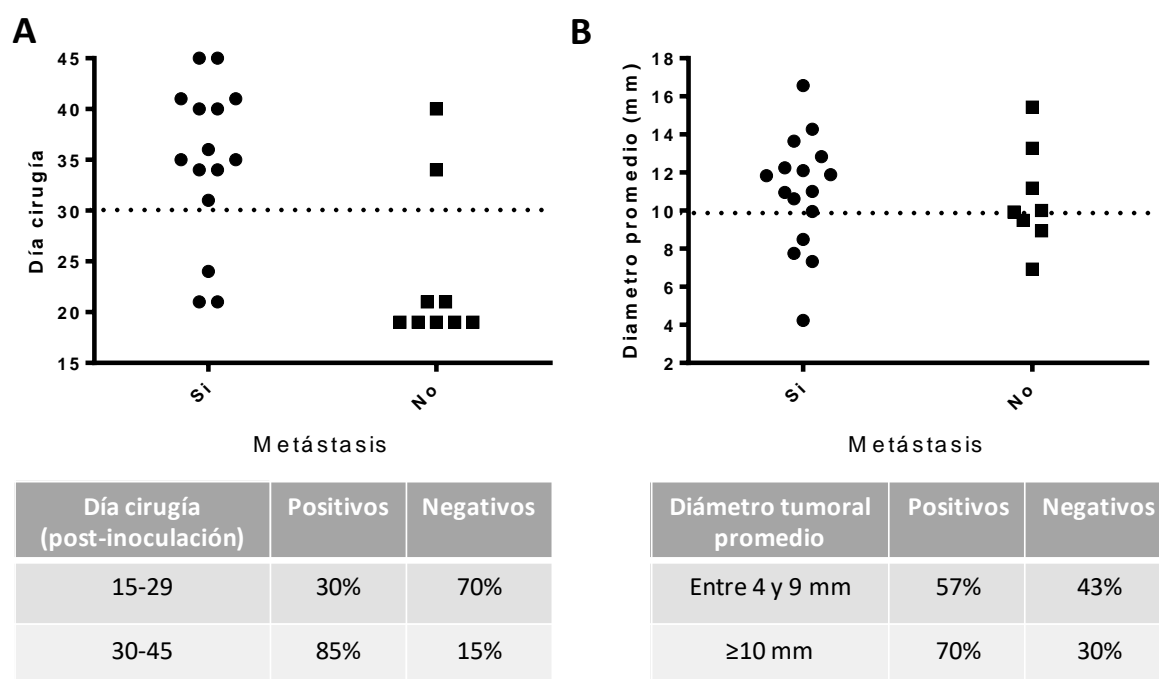 A
Día cirugía
45
40
35
30
25
20
15
Si
No
Metástasis
B
Diametro promedio (mm)
18
16
14
12
10
8
6
4
2
Si
No
Metástasis
Día cirugía Positivos Negativos
(post-inoculación)
15-29 30% 70%
30-45 85% 15%
Diámetro tumoral Positivos Negativos
promedio
Entre 4 y 9 mm 57% 43%
≥10 mm 70% 30%